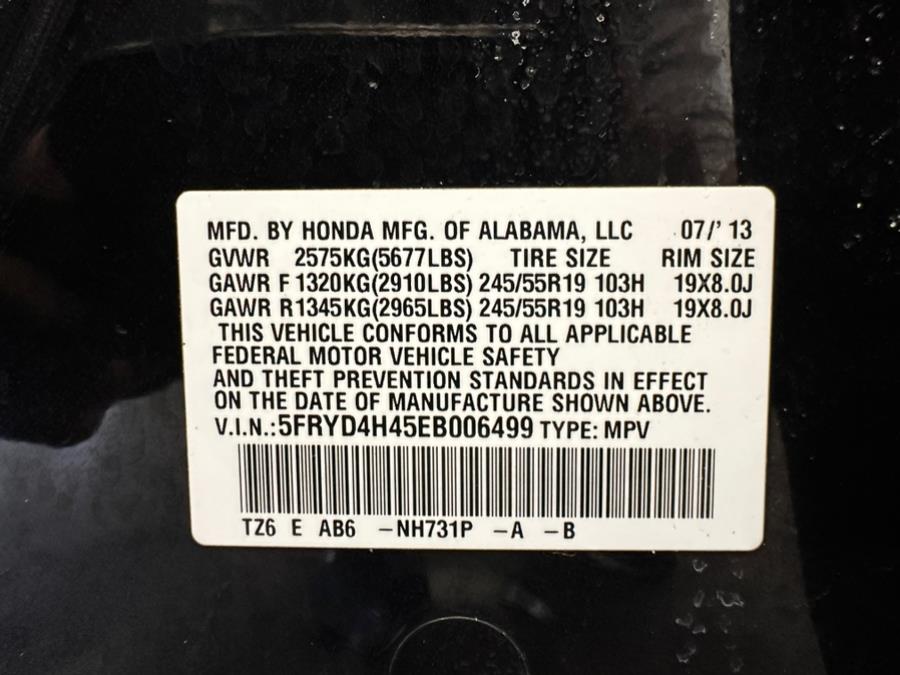 MFD. BY HONDA MFG. OF ALABAMA, LLC 07/' 13
GVWR 2575KG(5677LBS) TIRE SIZE RIM SIZE
GAWR F 1320KG(2910LBS) 245/55R19 103H 19X8.0J
GAWR R1345KG(2965LBS) 245/55R19 103H 19X8.0J
THIS VEHICLE CONFORMS TO ALL APPLICABLE
FEDERAL MOTOR VEHICLE SAFETY
AND THEFT PREVENTION STANDARDS IN EFFECT
ON THE DATE OF MANUFACTURE SHOWN ABOVE.
V.I.N.:5FRYD4H45EB006499 TYPE: MPV
TZ6 E AB6 -NH731P -A -B